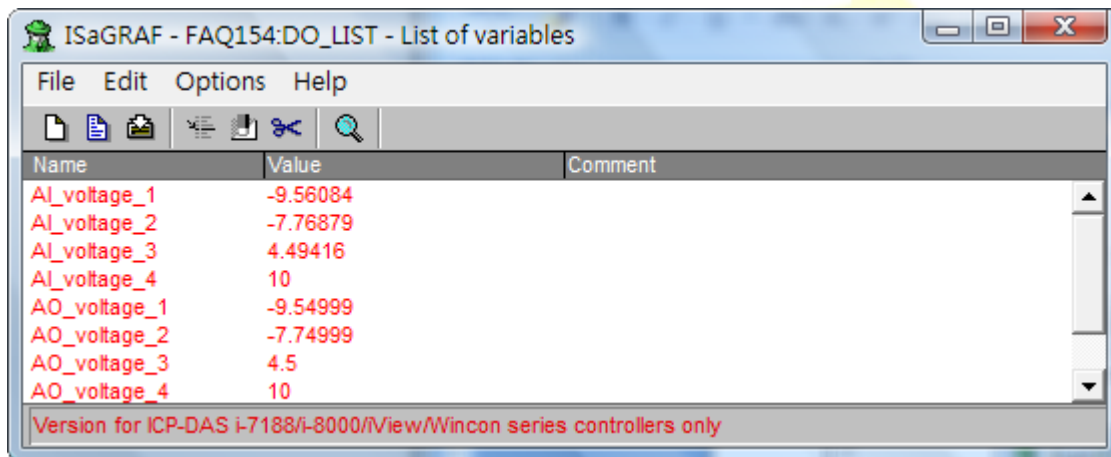 ISaGRAF - FAQ154:DO_LIST - List of variables
File Edit Options Help
Name Value Comment
AI_voltage_1 -9.56084
AI_voltage_2 -7.76879
AI_voltage_3 4.49416
AI_voltage_4 10
AO_voltage_1 -9.54999
AO_voltage_2 -7.74999
AO_voltage_3 4.5
AO_voltage_4 10
Version for ICP-DAS i-7188/i-8000/iView/Wincon series controllers only